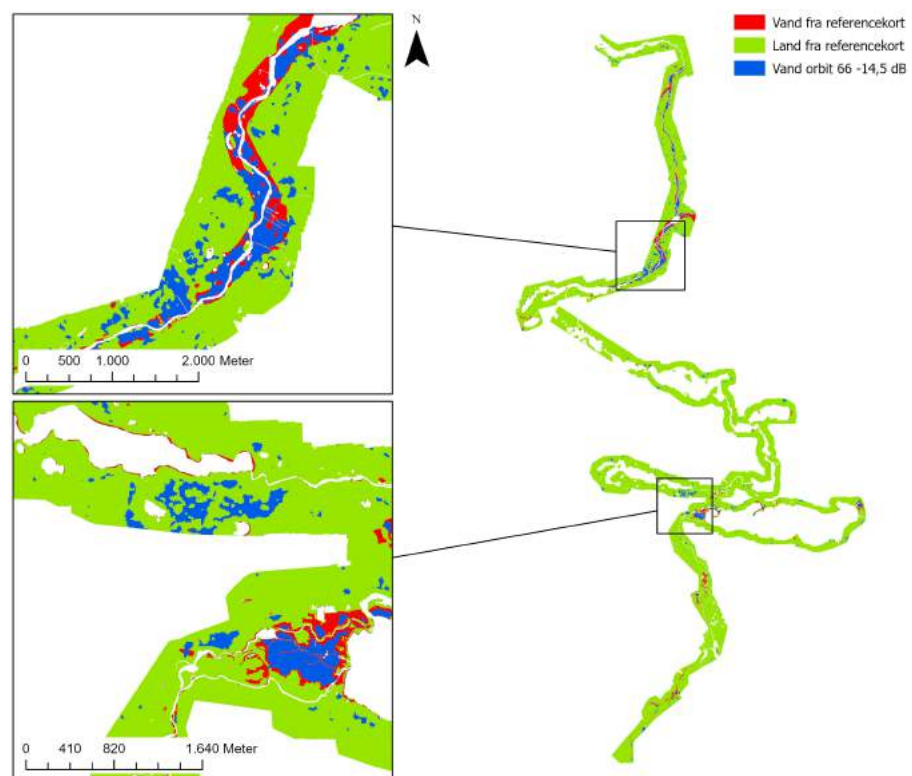 N
Vand fra referencekort
Land fra referencekort
Vand orbit 66 -14,5 dB
0 500 1.000 2.000 Meter
0 410 820 1.640 Meter